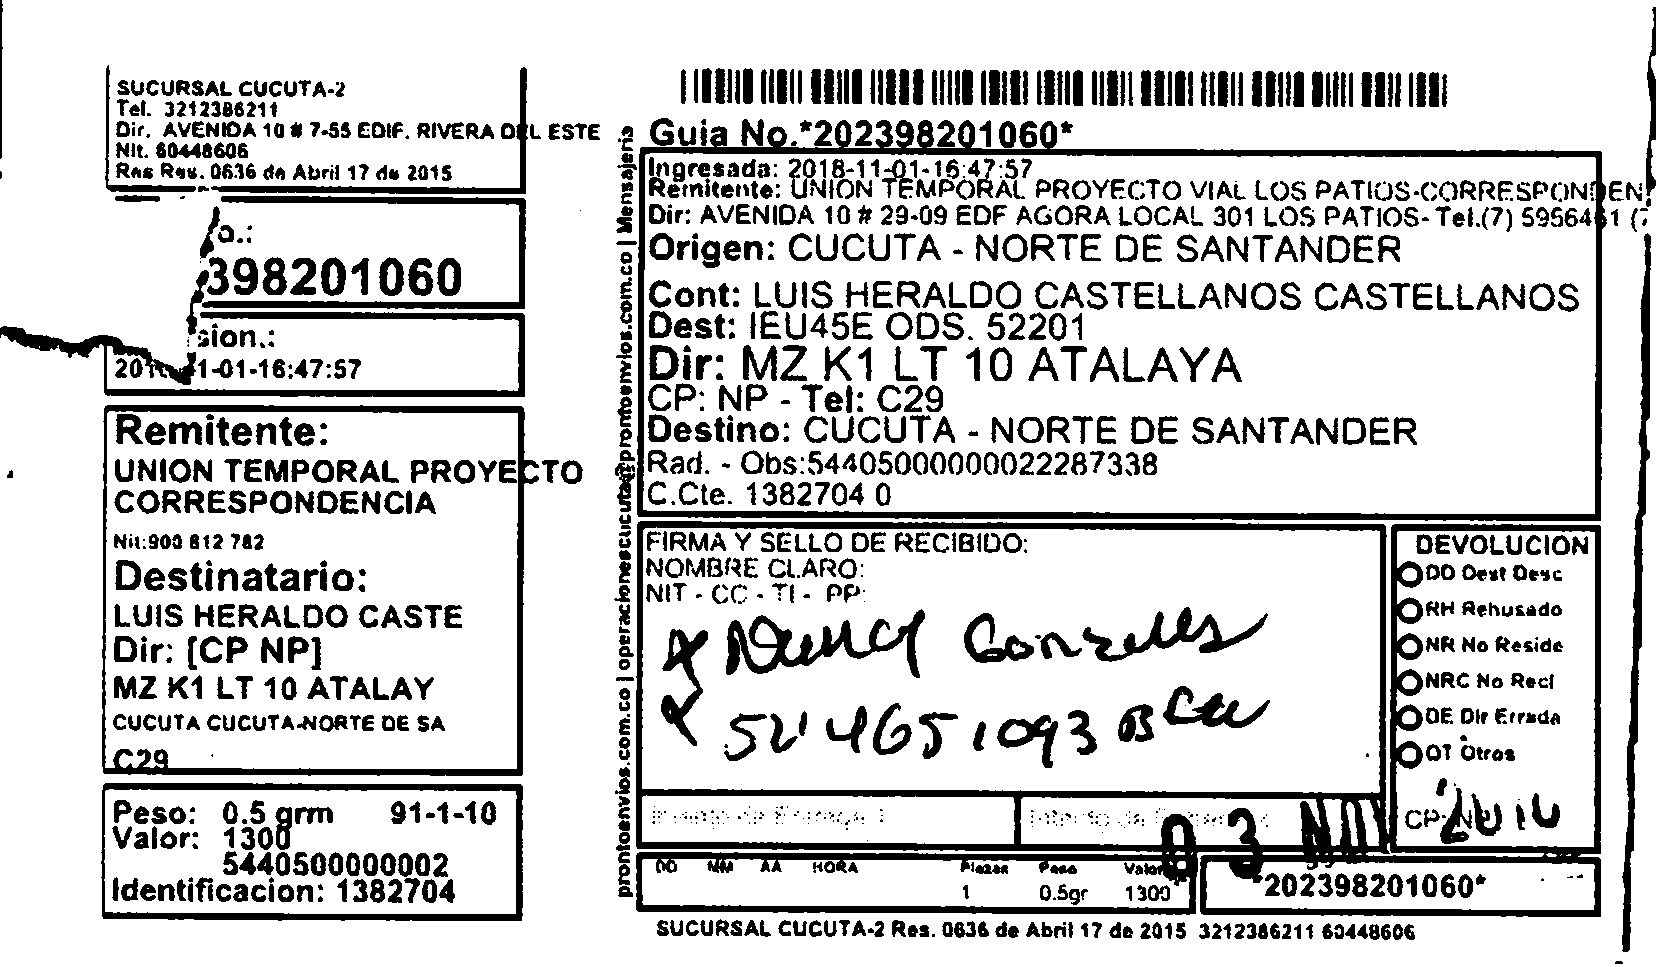 SUCURSAL CUCUTA-2
Tel. 3212386211
Dir. AVENIDA 10 # 7-55 EDIF. RIVERA DEL ESTE
Nit. 60448606
Res Res. 0636 de Abril 17 de 2015
o.:
398201060
sion.:
1-01-16:47:57
Remitente:
UNION TEMPORAL PROYECTO
CORRESPONDENCIA
Nit:900 812 782
Destinatario:
LUIS HERALDO CASTE
Dir: [CP NP]
MZ K1 LT 10 ATALAY
CUCUTA CUCUTA-NORTE DE SA
C29
Peso: 0.5 grm 91-1-10
Valor: 1300
5440500000002
Identificacion: 1382704
prontoenvios.com.co | operacionescucuta@prontoenvios.com.co | Mensajeria
Guia No.*202398201060*
Ingresada: 2018-11-01-16:47:57
Remitente: UNION TEMPORAL PROYECTO VIAL LOS PATIOS-CORRESPONDEN
Dir: AVENIDA 10 # 29-09 EDF AGORA LOCAL 301 LOS PATIOS- Tel.(7) 5956461 (7
Origen: CUCUTA - NORTE DE SANTANDER
Cont: LUIS HERALDO CASTELLANOS CASTELLANOS
Dest: IEU45E ODS. 52201
Dir: MZ K1 LT 10 ATALAYA
CP: NP - Tel: C29
Destino: CUCUTA - NORTE DE SANTANDER
Rad. - Obs:544050000000022287338
C.Cte. 1382704 0
FIRMA Y SELLO DE RECIBIDO:
NOMBRE CLARO:
NIT - CC - TI - PP:
Gonzalles
DEVOLUCION
DD Dest Desc
RH Rehusado
NR No Reside
NRC No Reci
DE Dir Errada
OT Otros
CP:
03 NOV
DD MM AA HORA Piezas Peso Valor
1 0.5gr 1300
*202398201060*
SUCURSAL CUCUTA-2 Res. 0636 de Abril 17 de 2015 3212386211 60448606